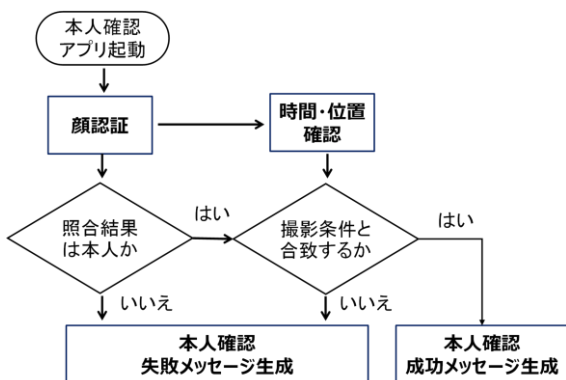 本人確認
アプリ起動
顔認証
時間・位置
確認
照合結果
は本人か
はい
撮影条件と
合致するか
はい
いいえ
いいえ
本人確認
失敗メッセージ生成
本人確認
成功メッセージ生成